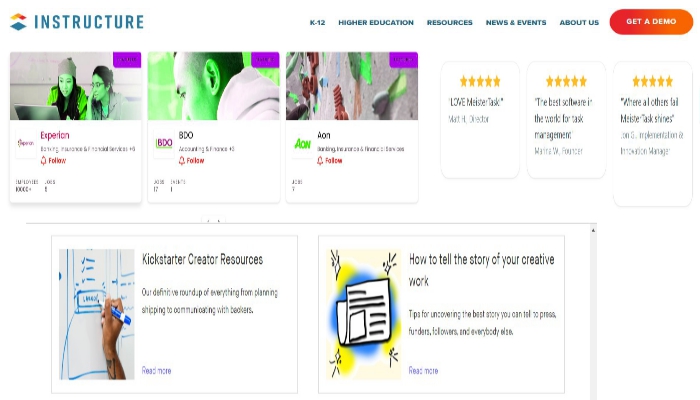 INSTRUCTURE
K-12 HIGHER EDUCATION RESOURCES NEWS & EVENTS ABOUT US GET A DEMO
Experian
Banking, Insurance & Financial Services +0
Follow
EMPLOYEES JOBS
10000+ 5
BDO
BDO
Accounting & Finance +0
Follow
JOBS EVENTS
17 1
Aon
Aon
Banking, Insurance & Financial Services
Follow
JOBS
7
"LOVE MeisterTask."
Matt H., Director
"The best software in
the world for task
management
Marina W., Founder
"Where all others fail
MeisterTask shines"
Jon G., Implementation &
Innovation Manager
Kickstarter Creator Resources
Our definitive roundup of everything from planning
shipping to communicating with backers.
Read more
How to tell the story of your creative
work
Tips for uncovering the best story you can tell to press,
funders, followers, and everybody else.
Read more